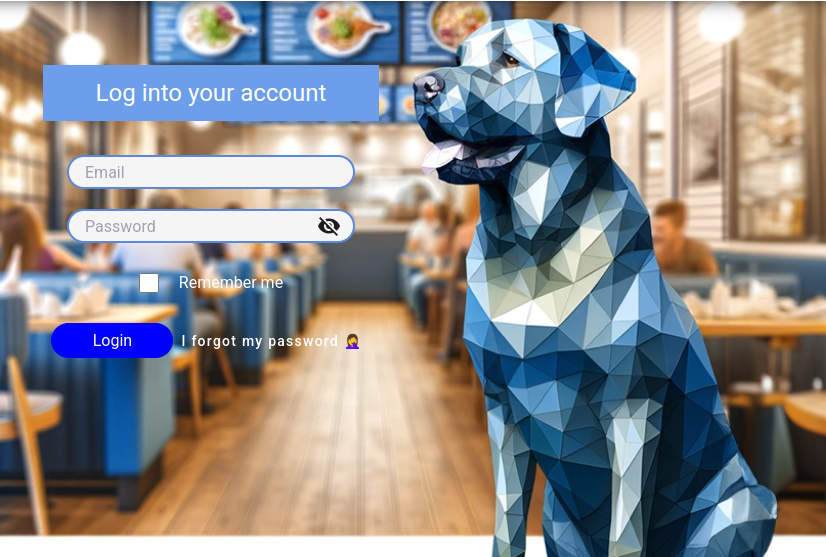 Log into your account
Email
Password
Remember me
Login
I forgot my password 🤦‍♀️